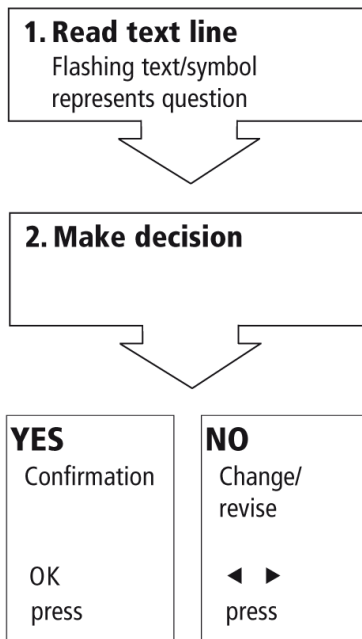 1. Read text line
Flashing text/symbol
represents question
2. Make decision
YES
Confirmation
OK
press
NO
Change/
revise
◄ ►
press